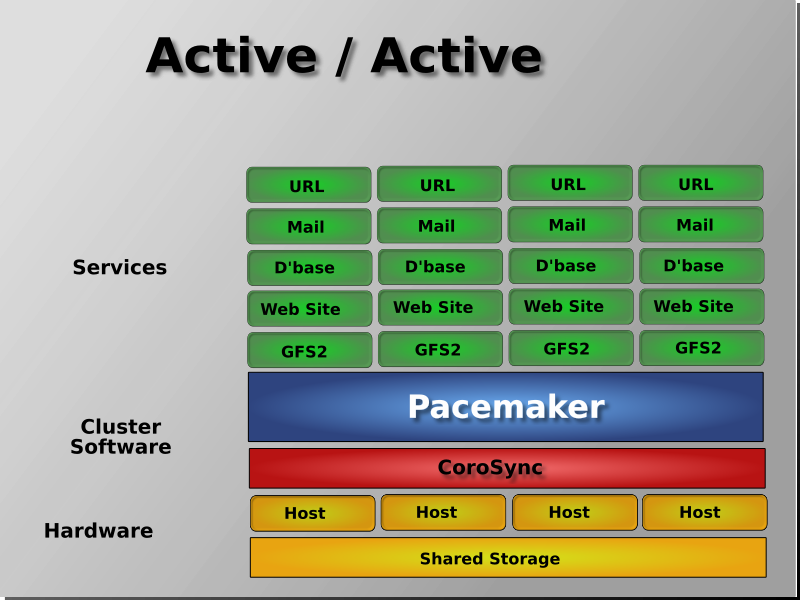 Active / Active
URL URL URL URL
Mail Mail Mail Mail
Services
D'base D'base D'base D'base
Web Site Web Site Web Site Web Site
GFS2 GFS2 GFS2 GFS2
Pacemaker
Cluster
Software
CoroSync
Host Host Host Host
Hardware
Shared Storage